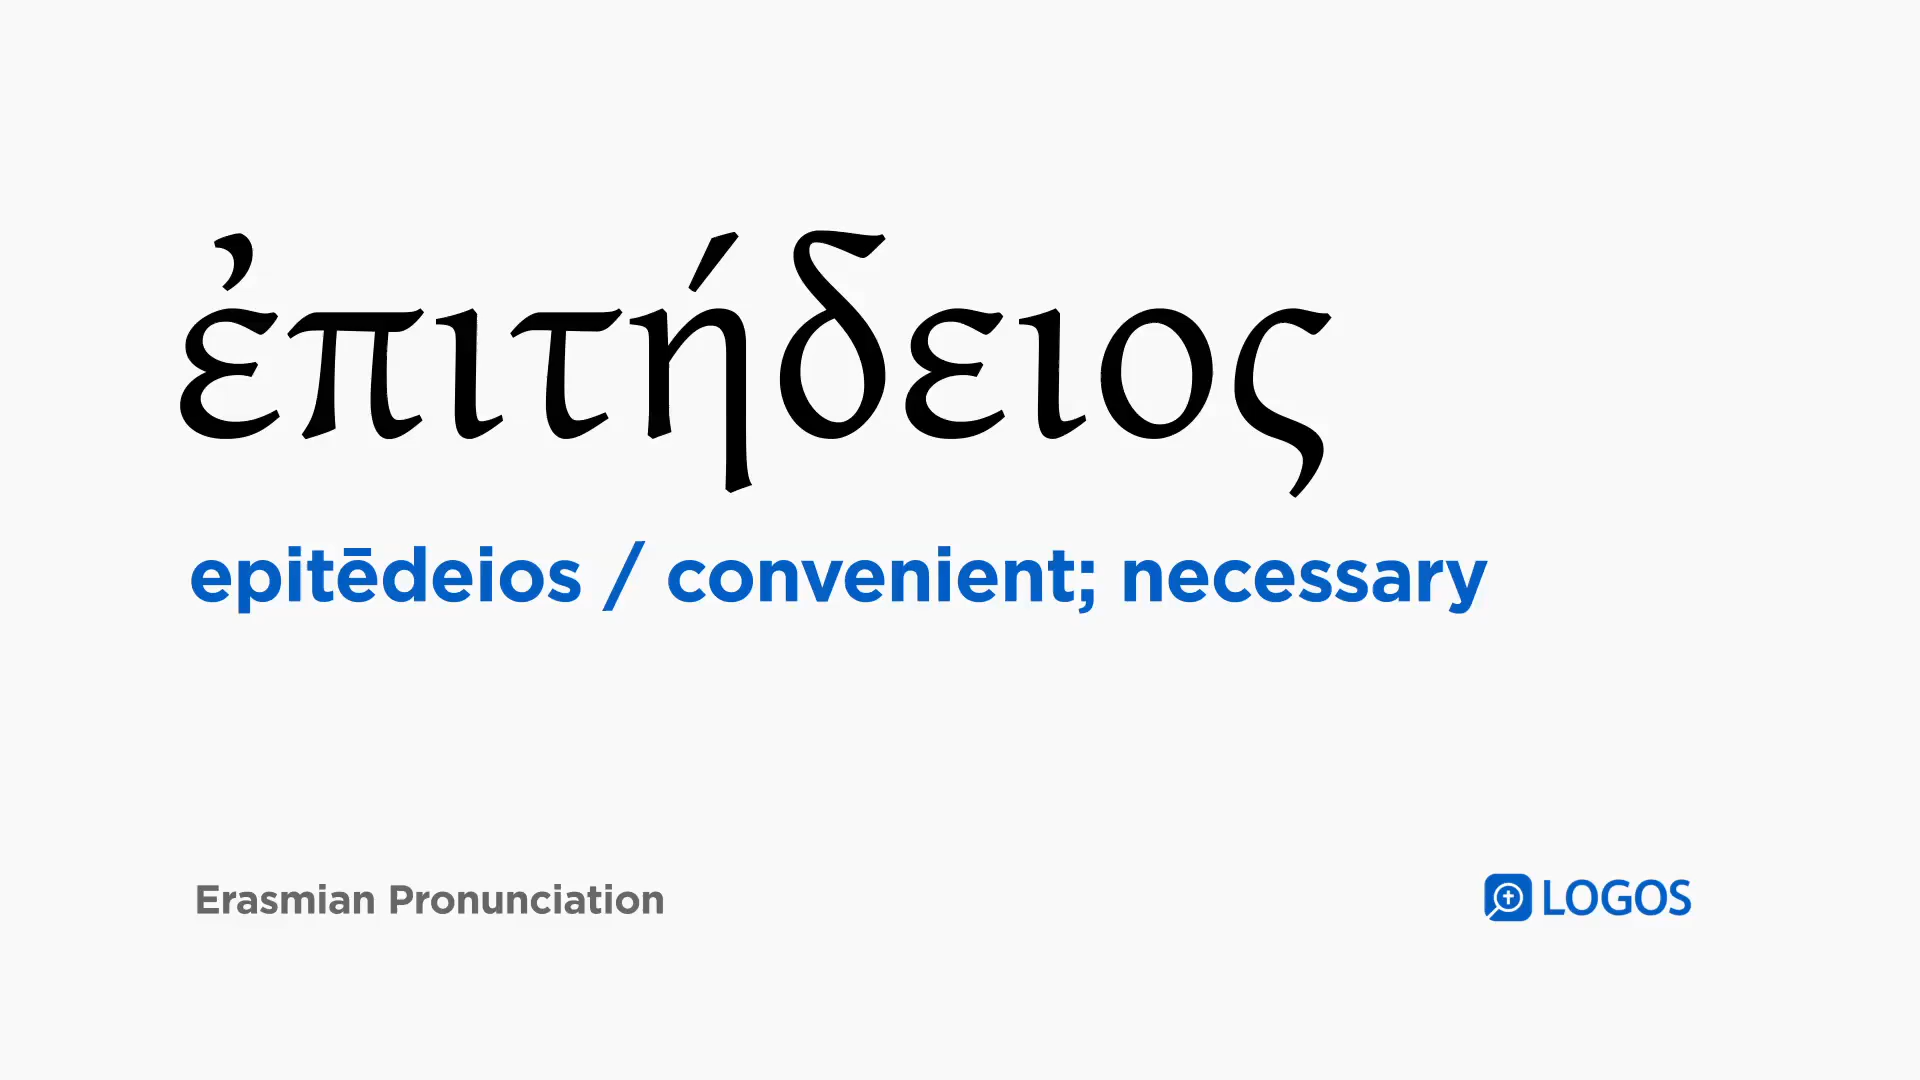 ἐπιτήδειος
epitēdeios / convenient; necessary
Erasmian Pronunciation
LOGOS